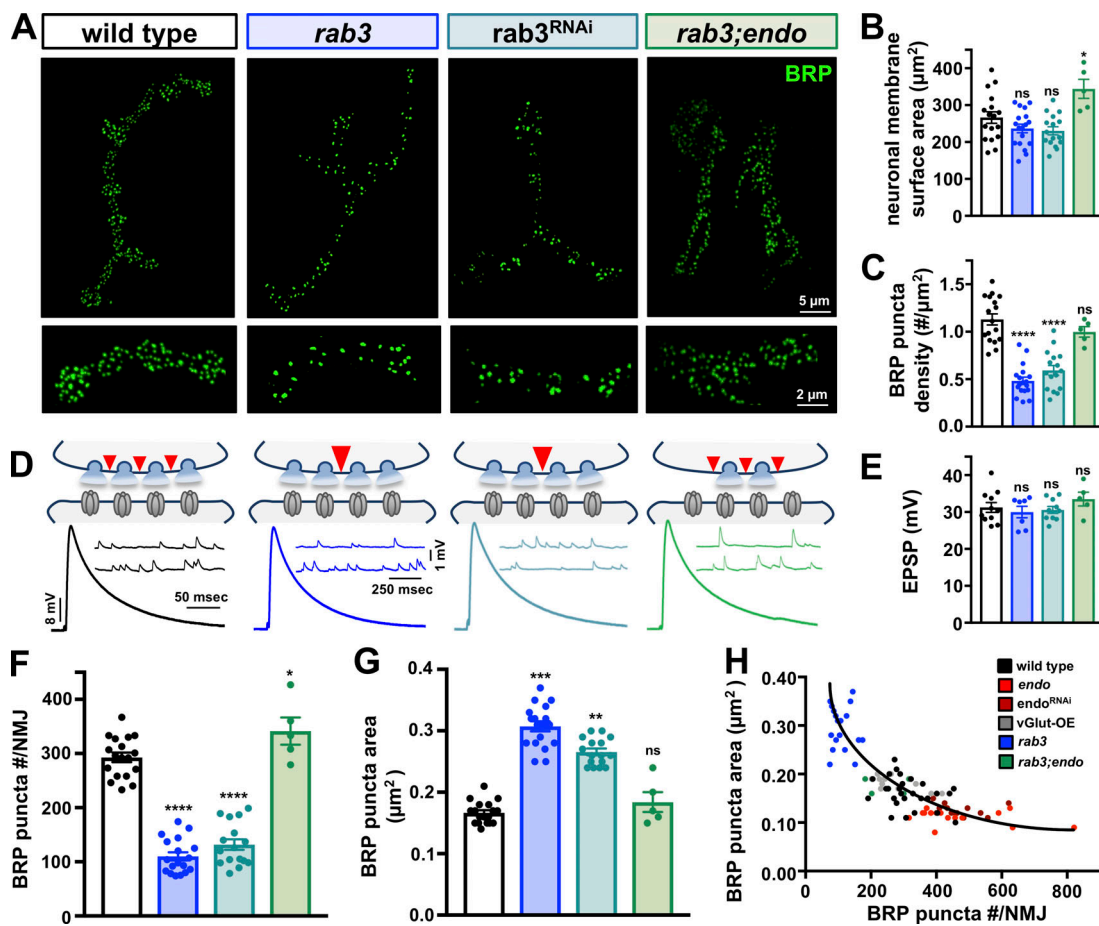 A
wild type
rab3
rab3RNAi
rab3;endo
BRP
5 µm
2 µm
B
neuronal membrane
surface area (µm2)
400
300
200
100
0
ns
ns
*
C
BRP puncta
density (#/µm2)
1.5
1.0
0.5
0.0
****
****
ns
D
8 mV
50 msec
1 mV
250 msec
E
EPSP (mV)
40
30
20
10
0
ns
ns
ns
F
BRP puncta #/NMJ
400
300
200
100
0
****
****
*
G
BRP puncta area
(µm2)
0.4
0.3
0.2
0.1
0.0
***
**
ns
H
BRP puncta area (µm2)
0.40
0.30
0.20
0.10
0.00
wild type
endo
endoRNAi
vGlut-OE
rab3
rab3;endo
0
200
400
600
800
BRP puncta #/NMJ